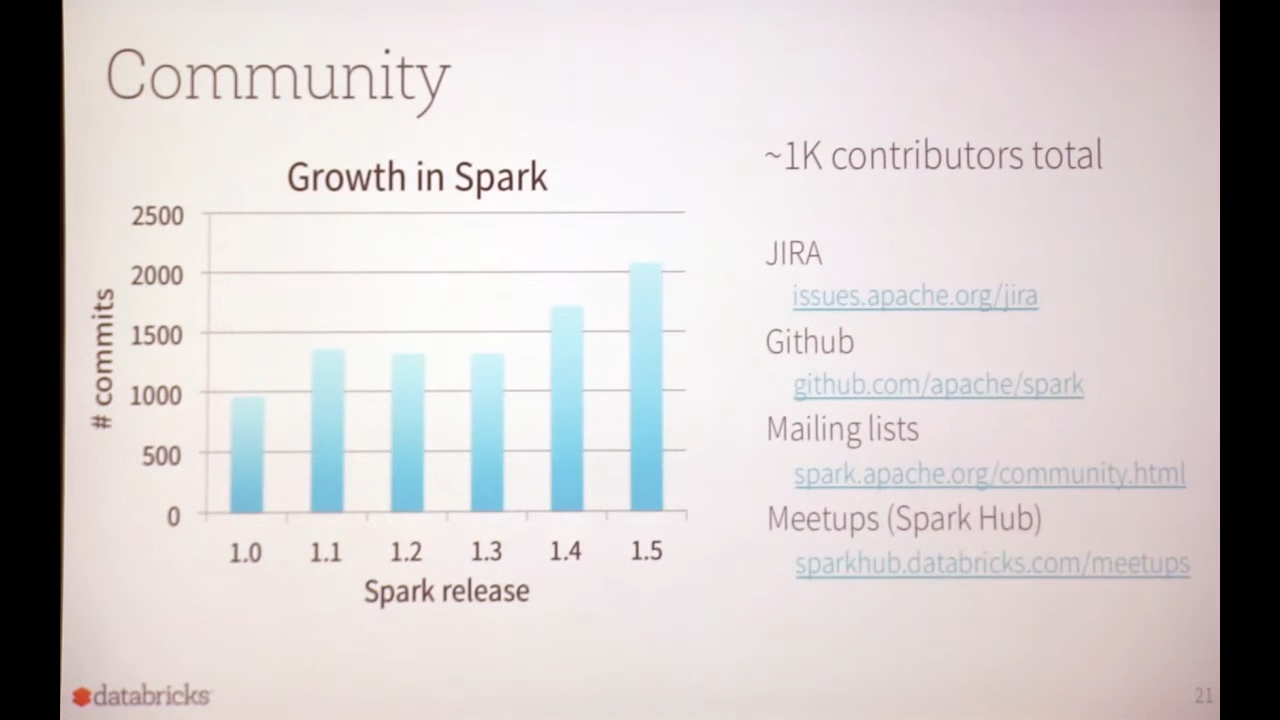 Community
Growth in Spark
2500
2000
1500
1000
500
0
# commits
1.0 1.1 1.2 1.3 1.4 1.5
Spark release
~1K contributors total
JIRA
issues.apache.org/jira
Github
github.com/apache/spark
Mailing lists
spark.apache.org/community.html
Meetups (Spark Hub)
sparkhub.databricks.com/meetups
databricks
21